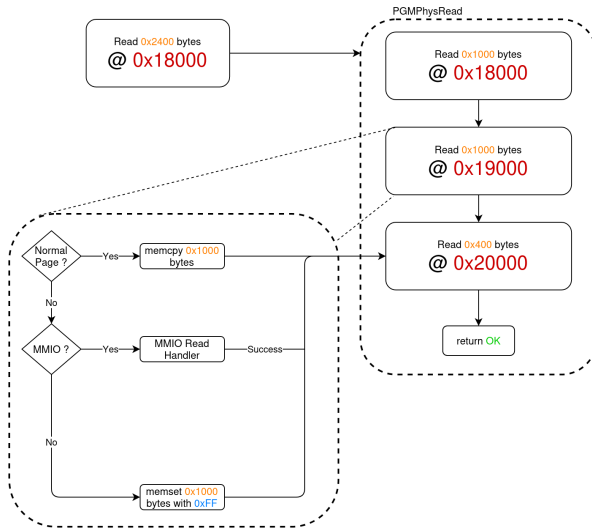 PGMPhysRead
Read 0x2400 bytes
@ 0x18000
Read 0x1000 bytes
@ 0x18000
Read 0x1000 bytes
@ 0x19000
Read 0x400 bytes
@ 0x20000
return OK
Normal
Page ?
Yes
memcpy 0x1000
bytes
No
MMIO ?
Yes
MMIO Read
Handler
Success
No
memset 0x1000
bytes with 0xFF